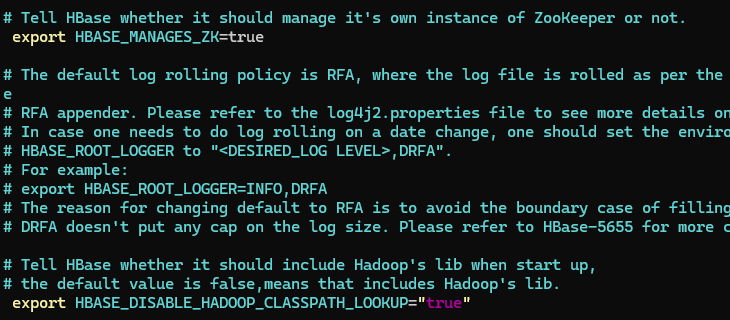 # Tell HBase whether it should manage it's own instance of ZooKeeper or not.
export HBASE_MANAGES_ZK=true
# The default log rolling policy is RFA, where the log file is rolled as per the
e
# RFA appender. Please refer to the log4j2.properties file to see more details on
# In case one needs to do log rolling on a date change, one should set the enviro
# HBASE_ROOT_LOGGER to "<DESIRED_LOG LEVEL>,DRFA".
# For example:
# export HBASE_ROOT_LOGGER=INFO,DRFA
# The reason for changing default to RFA is to avoid the boundary case of filling
# DRFA doesn't put any cap on the log size. Please refer to HBase-5655 for more c
# Tell HBase whether it should include Hadoop's lib when start up,
# the default value is false,means that includes Hadoop's lib.
export HBASE_DISABLE_HADOOP_CLASSPATH_LOOKUP="true"